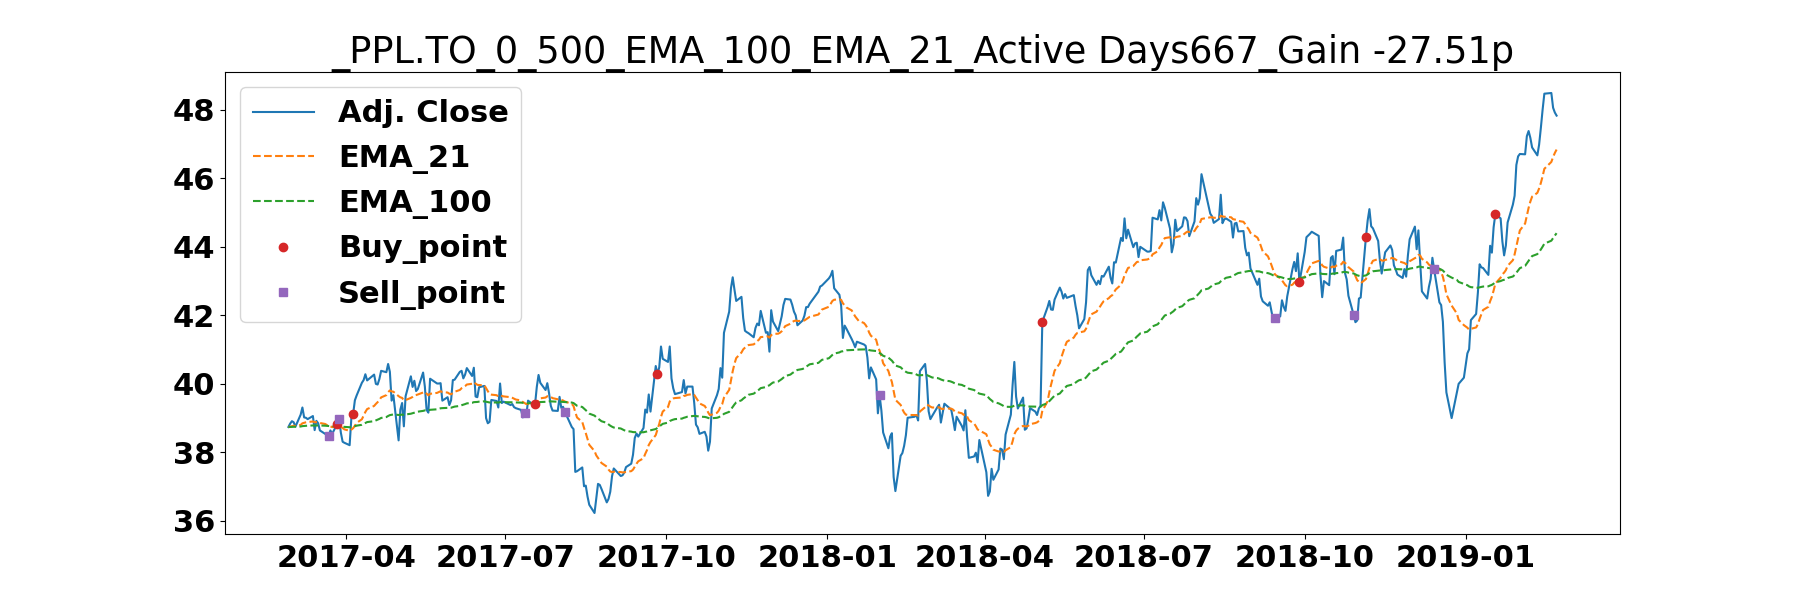 _PPL.TO_0_500_EMA_100_EMA_21_Active Days667_Gain -27.51p
Adj. Close
EMA_21
EMA_100
Buy_point
Sell_point
48
46
44
42
40
38
36
2017-04 2017-07 2017-10 2018-01 2018-04 2018-07 2018-10 2019-01